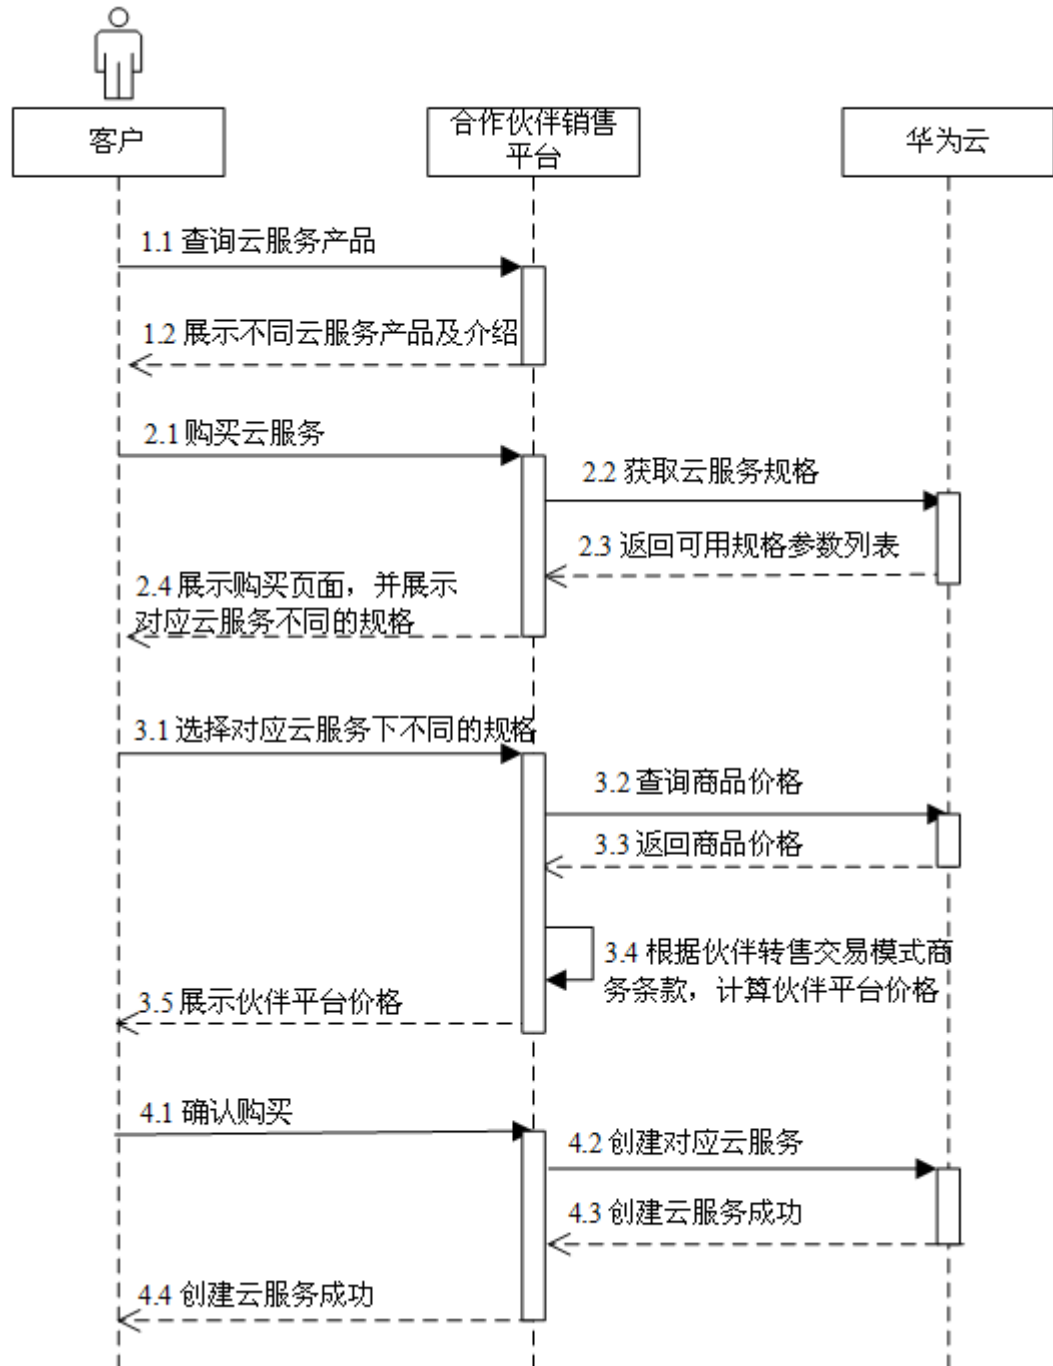 客户
合作伙伴销售
平台
华为云
1.1 查询云服务产品
1.2 展示不同云服务产品及介绍
2.1 购买云服务
2.2 获取云服务规格
2.3 返回可用规格参数列表
2.4 展示购买页面，并展示
对应云服务不同的规格
3.1 选择对应云服务下不同的规格
3.2 查询商品价格
3.3 返回商品价格
3.4 根据伙伴转售交易模式商
务条款，计算伙伴平台价格
3.5 展示伙伴平台价格
4.1 确认购买
4.2 创建对应云服务
4.3 创建云服务成功
4.4 创建云服务成功